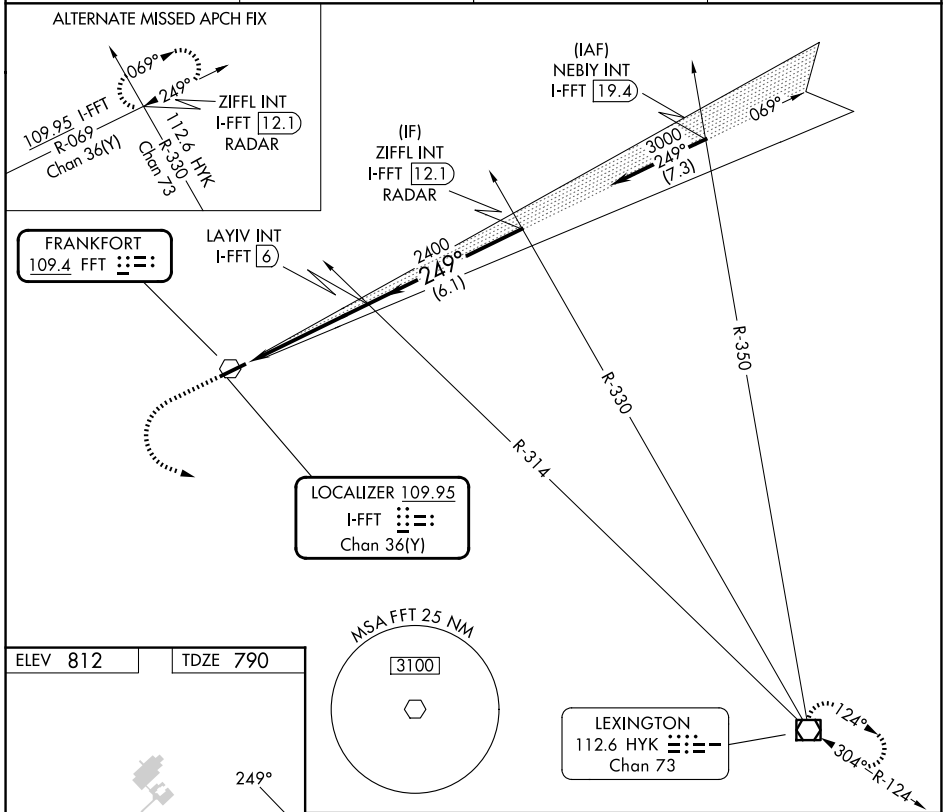 ALTERNATE MISSED APCH FIX
069°
249°
ZIFFL INT
I-FFT 12.1
RADAR
109.95 I-FFT
R-069
Chan 36(Y)
112.6 HYK
R-330
Chan 73
(IAF)
NEBIY INT
I-FFT 19.4
069°
3000
249°
(7.3)
(IF)
ZIFFL INT
I-FFT 12.1
RADAR
LAYIV INT
I-FFT 6
2400
249°
(6.1)
FRANKFORT
109.4 FFT
R-350
R-330
R-314
LOCALIZER 109.95
I-FFT
Chan 36(Y)
MSA FFT 25 NM
3100
ELEV 812
TDZE 790
249°
LEXINGTON
112.6 HYK
Chan 73
124°
304°
R-124